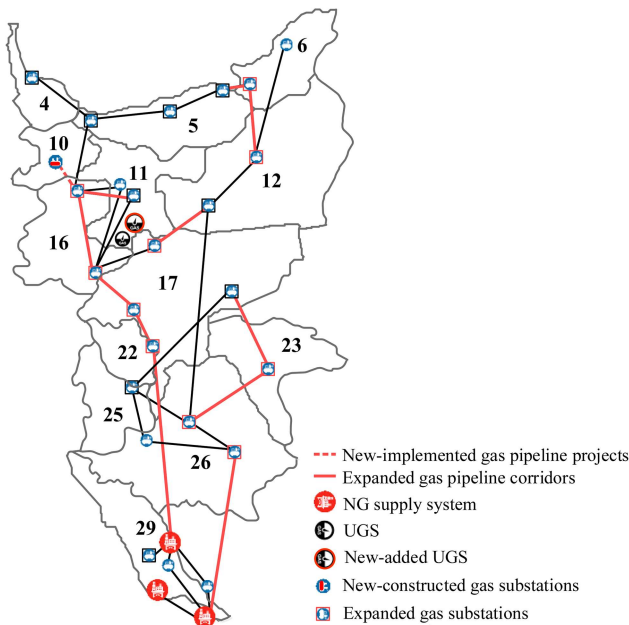 6
4
5
10
11
12
16
17
22
23
25
26
29
New-implemented gas pipeline projects
Expanded gas pipeline corridors
NG supply system
UGS
New-added UGS
New-constructed gas substations
Expanded gas substations